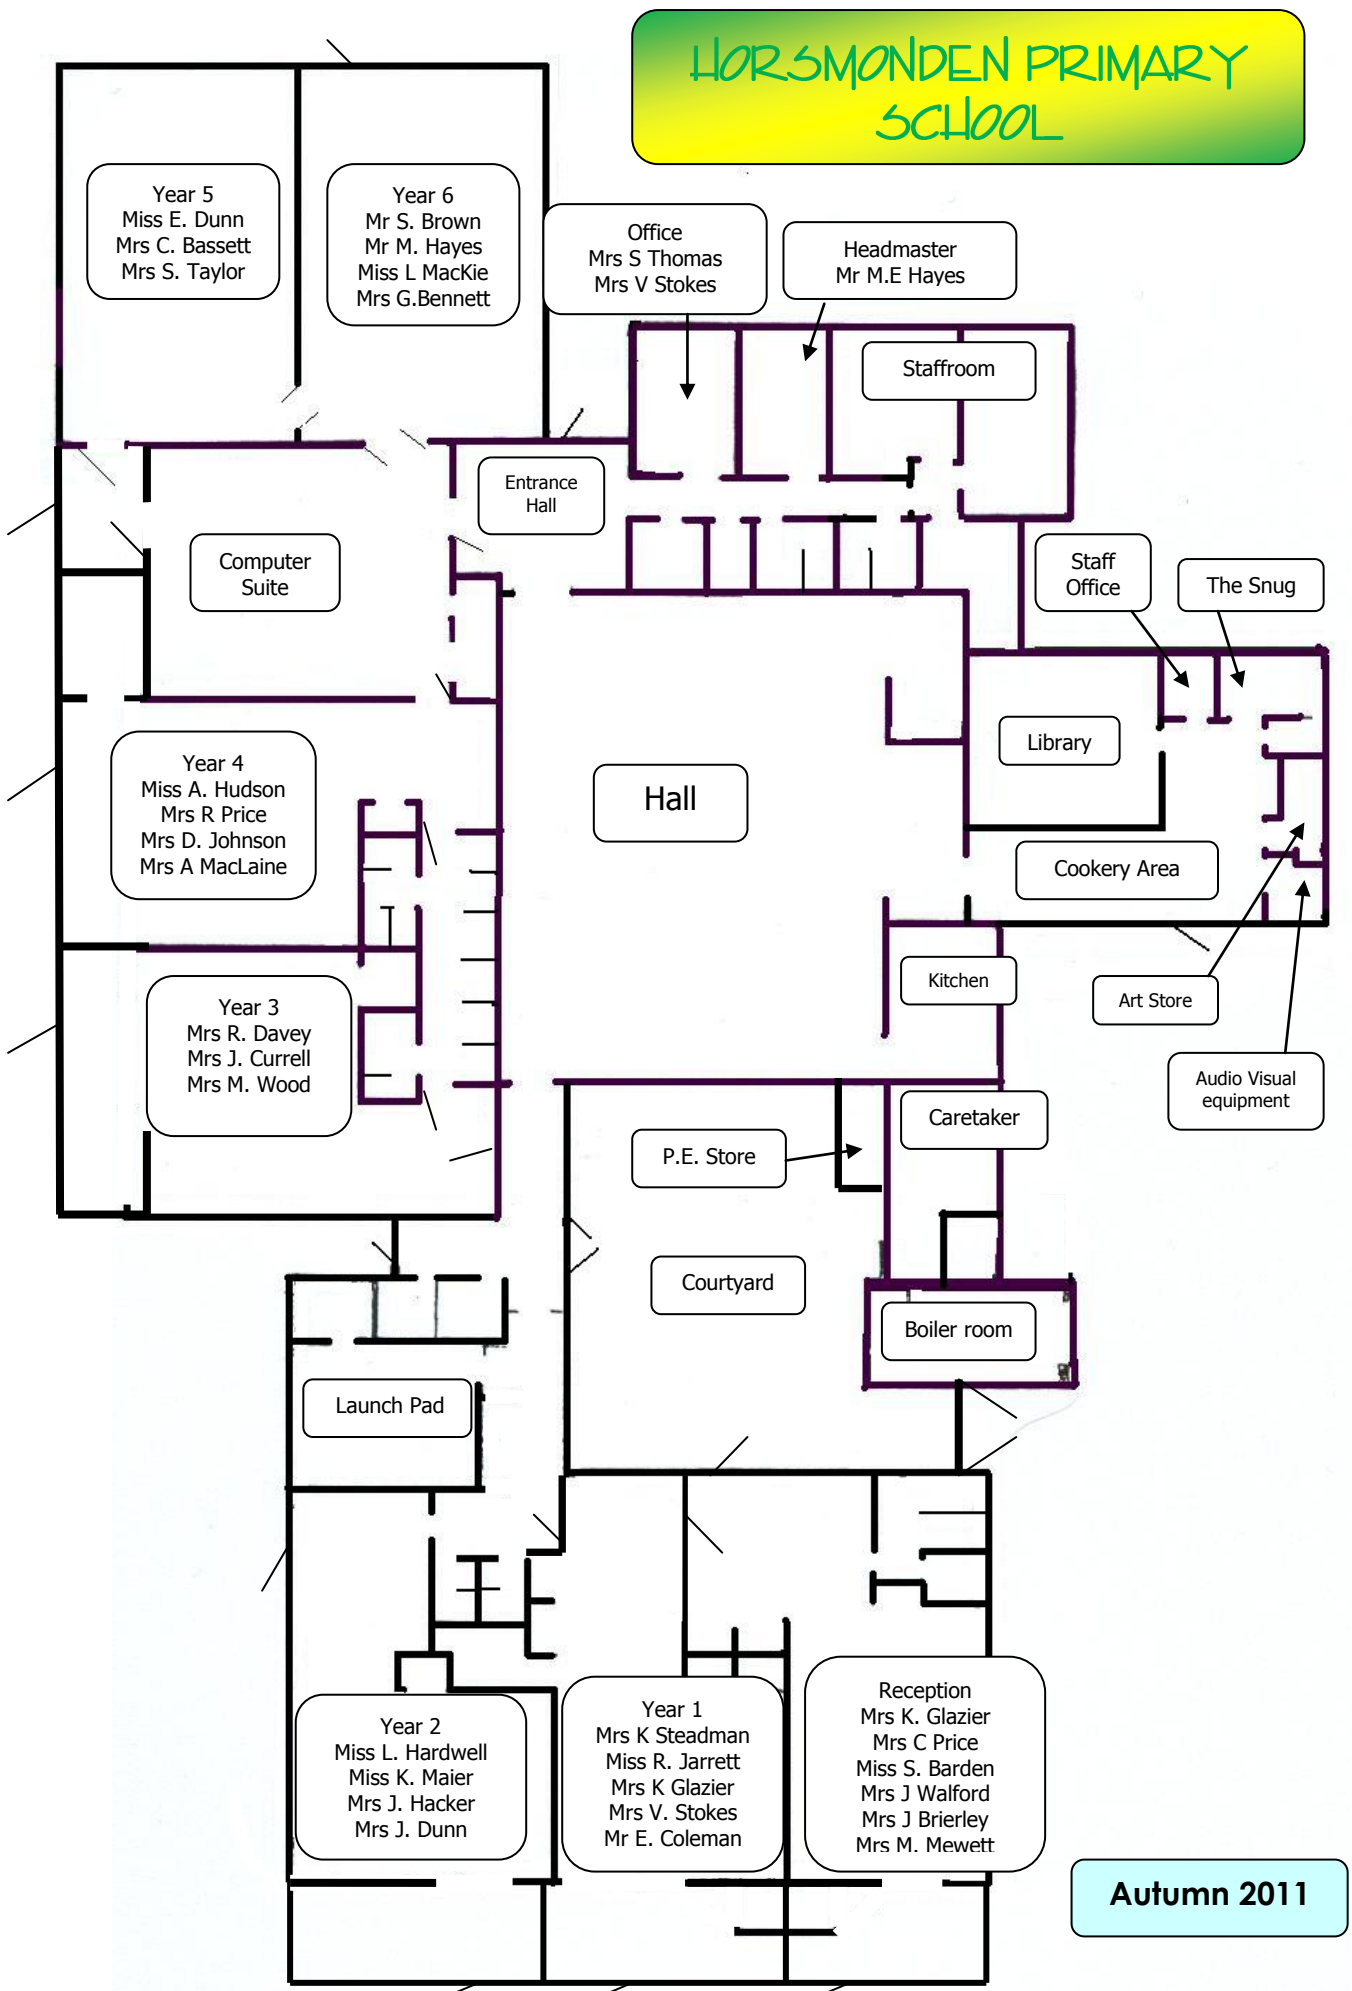 HORSMONDEN PRIMARY
SCHOOL
Year 5
Miss E. Dunn
Mrs C. Bassett
Mrs S. Taylor
Year 6
Mr S. Brown
Mr M. Hayes
Miss L MacKie
Mrs G.Bennett
Office
Mrs S Thomas
Mrs V Stokes
Headmaster
Mr M.E Hayes
Staffroom
Entrance
Hall
Computer
Suite
Staff
Office
The Snug
Library
Year 4
Miss A. Hudson
Mrs R Price
Mrs D. Johnson
Mrs A MacLaine
Hall
Cookery Area
Kitchen
Art Store
Year 3
Mrs R. Davey
Mrs J. Currell
Mrs M. Wood
Audio Visual
equipment
Caretaker
P.E. Store
Courtyard
Boiler room
Launch Pad
Year 2
Miss L. Hardwell
Miss K. Maier
Mrs J. Hacker
Mrs J. Dunn
Year 1
Mrs K Steadman
Miss R. Jarrett
Mrs K Glazier
Mrs V. Stokes
Mr E. Coleman
Reception
Mrs K. Glazier
Mrs C Price
Miss S. Barden
Mrs J Walford
Mrs J Brierley
Mrs M. Mewett
Autumn 2011